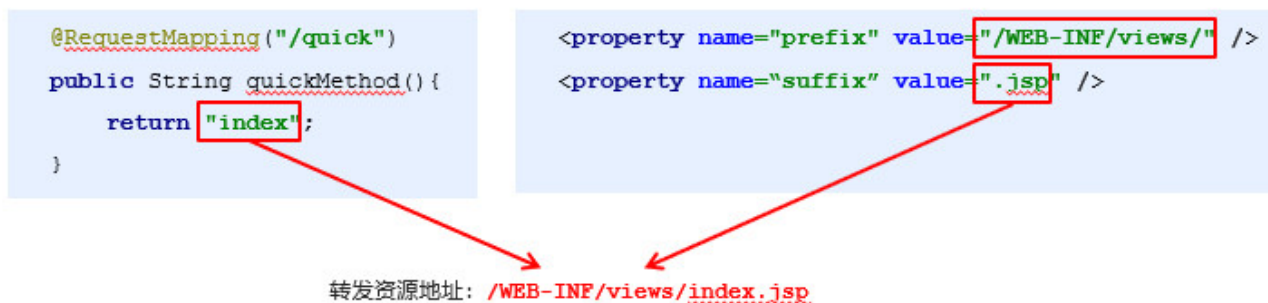 @RequestMapping("/quick")
public String quickMethod(){
return "index";
}
<property name="prefix" value="/WEB-INF/views/" />
<property name=“suffix” value=".jsp" />
转发资源地址：/WEB-INF/views/index.jsp